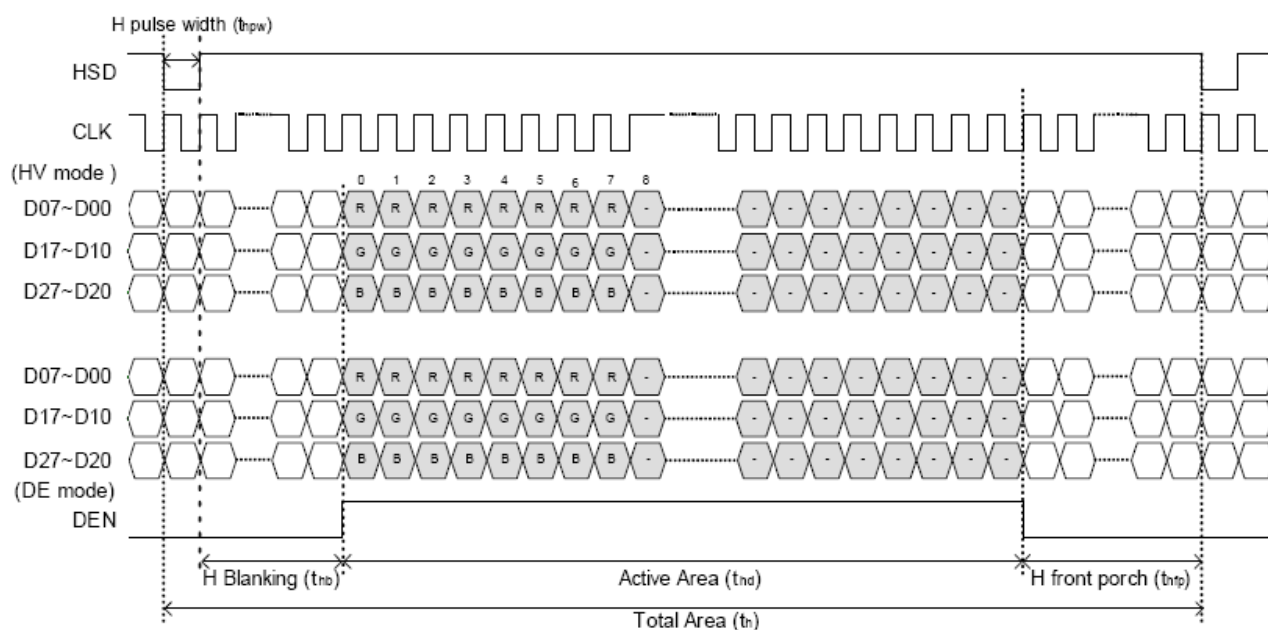 H pulse width (thpw)
HSD
CLK
(HV mode )
0 1 2 3 4 5 6 7 8
D07~D00 R R R R R R R R - - - - - - - - -
D17~D10 G G G G G G G G - - - - - - - - -
D27~D20 B B B B B B B B - - - - - - - - -
D07~D00 R R R R R R R R - - - - - - - - -
D17~D10 G G G G G G G G - - - - - - - - -
D27~D20 B B B B B B B B - - - - - - - - -
(DE mode)
DEN
H Blanking (thb) Active Area (thd) H front porch (thfp)
Total Area (th)